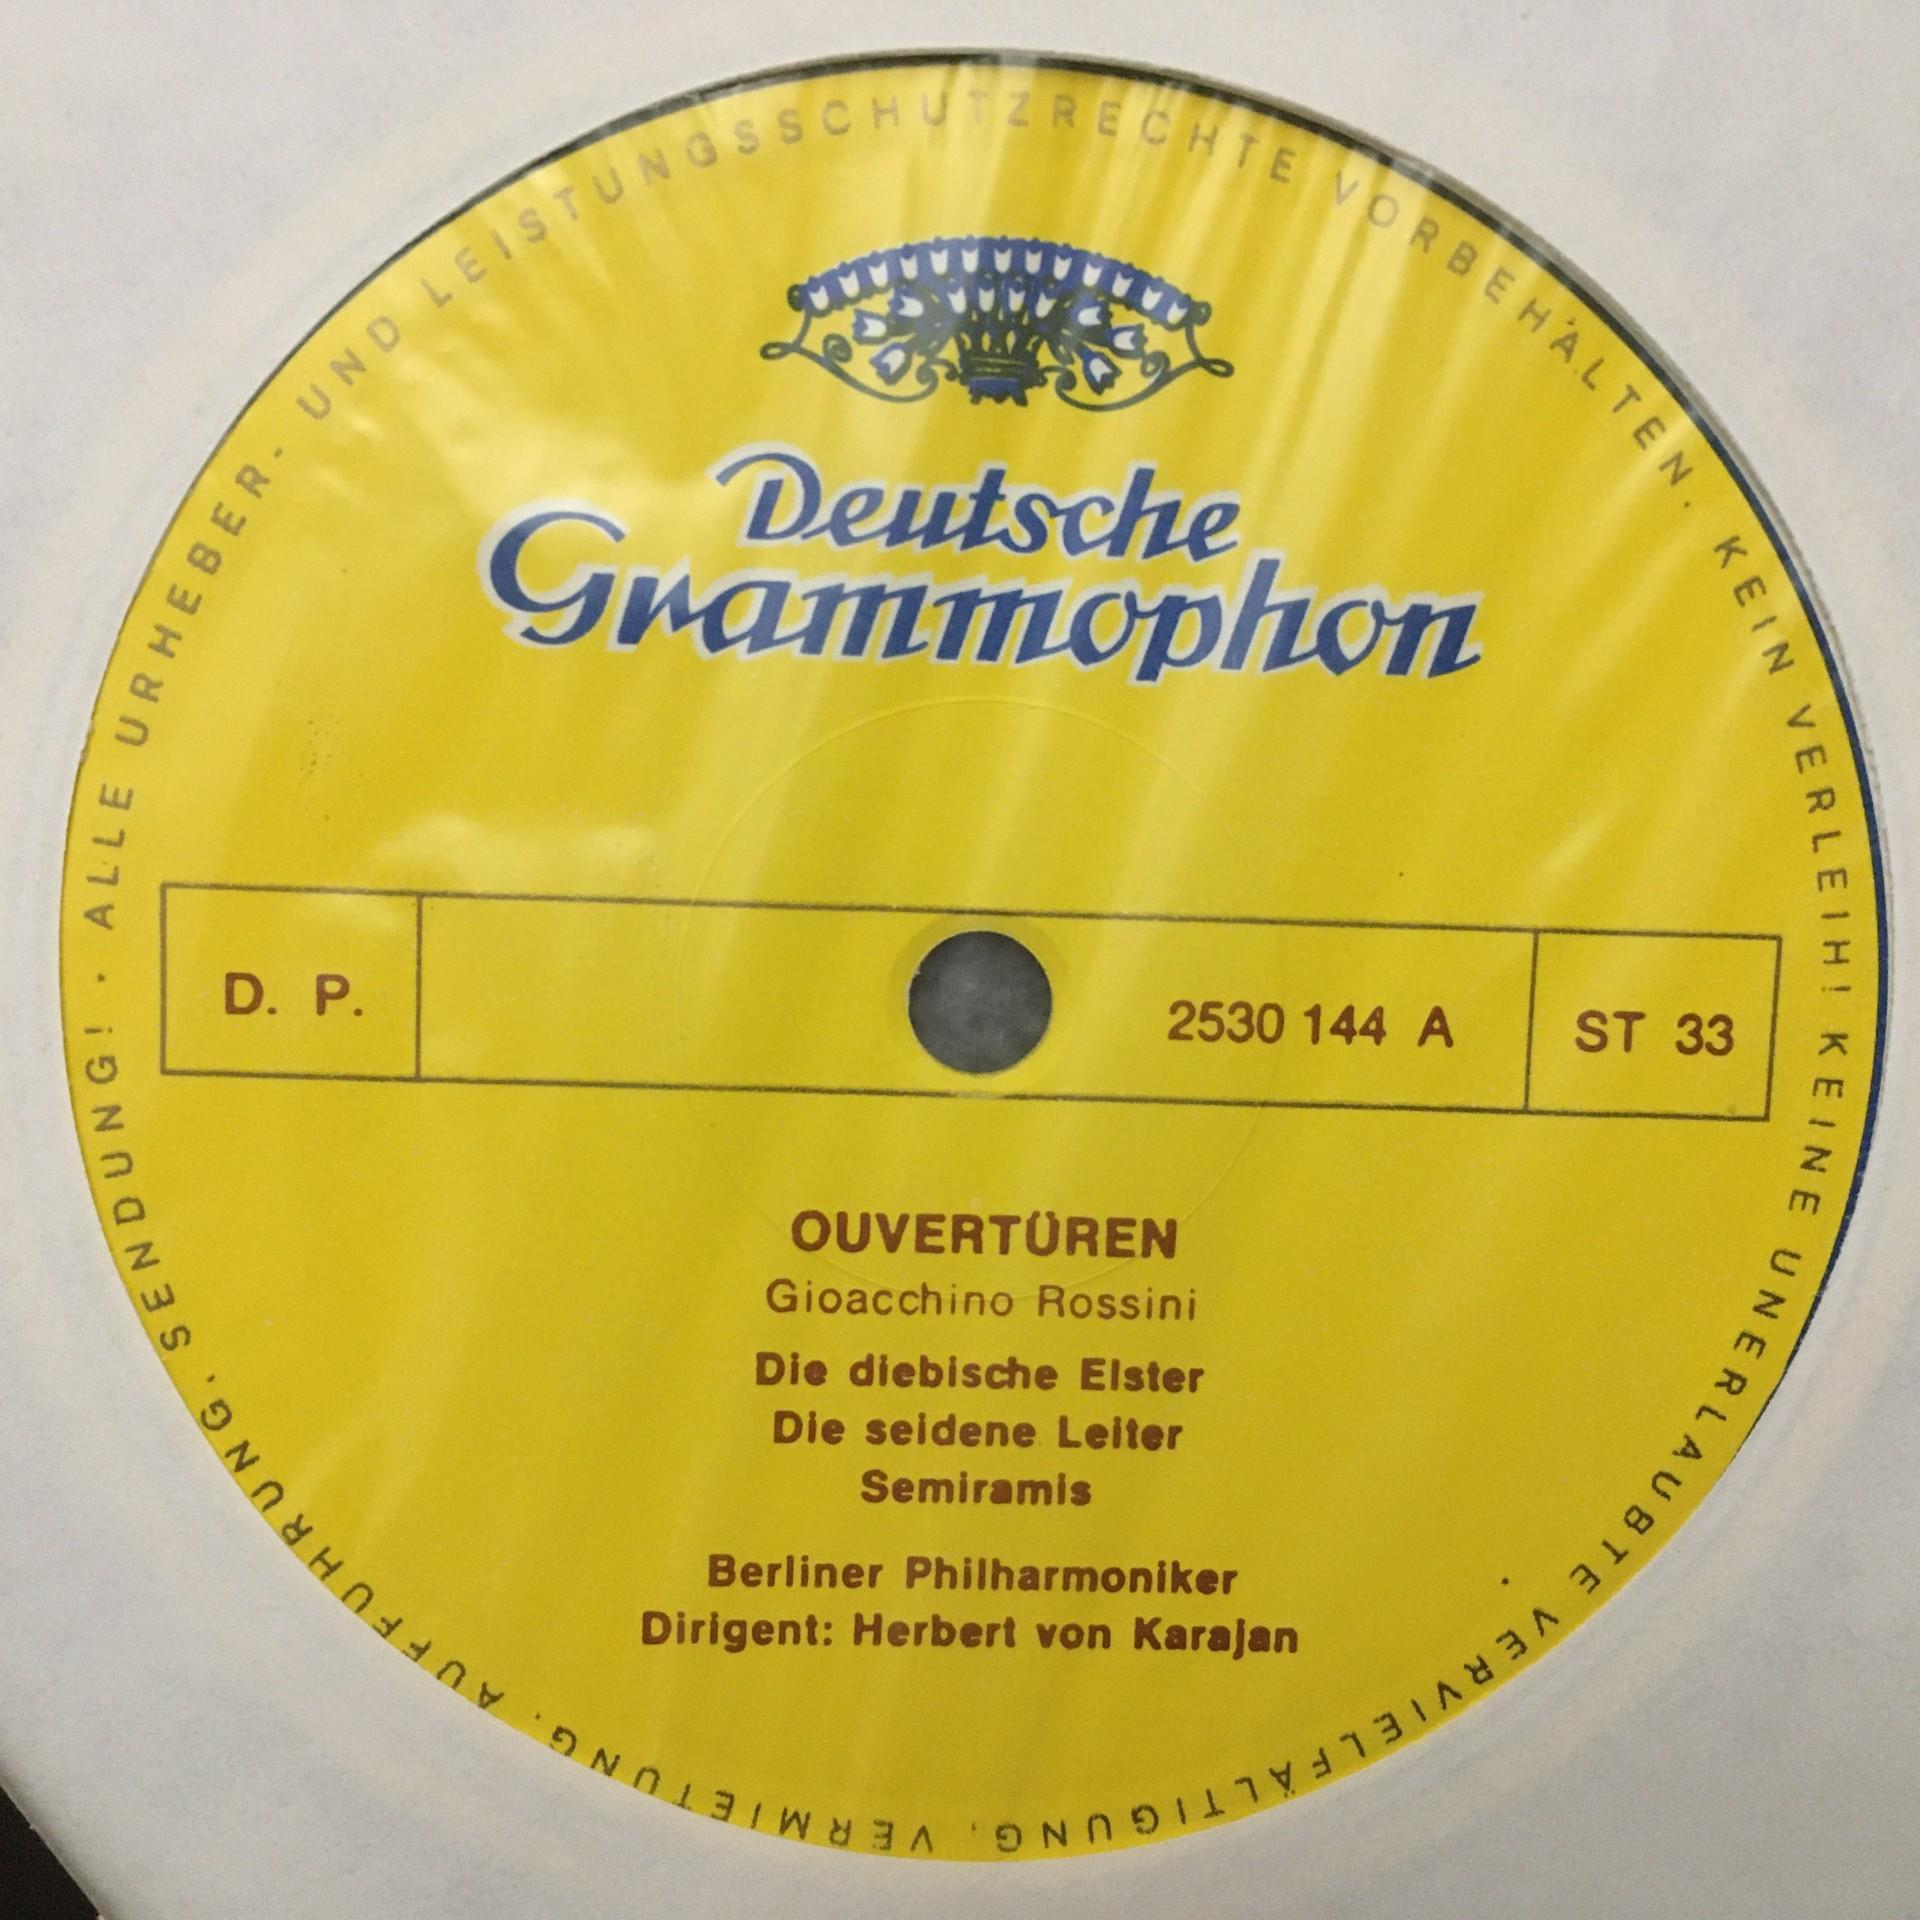 ALLE URHEBER- UND LEISTUNGSSCHUTZRECHTE VORBEHALTEN. KEIN VERLEIH! KEINE UNERLAUBTE VERVIELFÄLTIGUNG, VERMIETUNG, AUFFÜHRUNG, SENDUNG! ·
Deutsche
Grammophon
D. P.
2530 144 A
ST 33
OUVERTÜREN
Gioacchino Rossini
Die diebische Elster
Die seidene Leiter
Semiramis
Berliner Philharmoniker
Dirigent: Herbert von Karajan